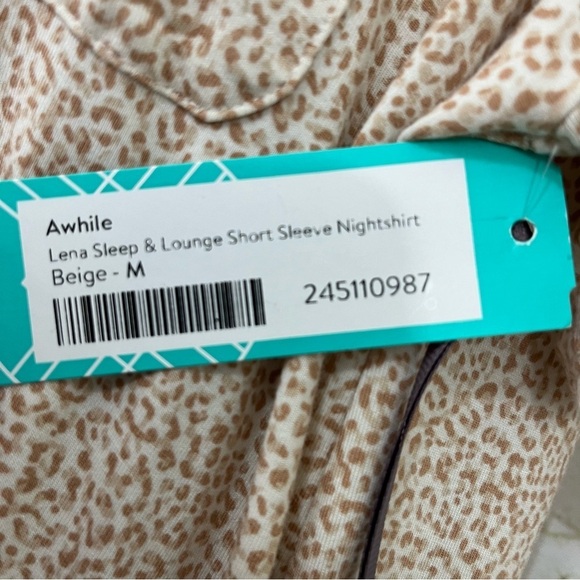 Awhile
Lena Sleep & Lounge Short Sleeve Nightshirt
Beige - M
245110987